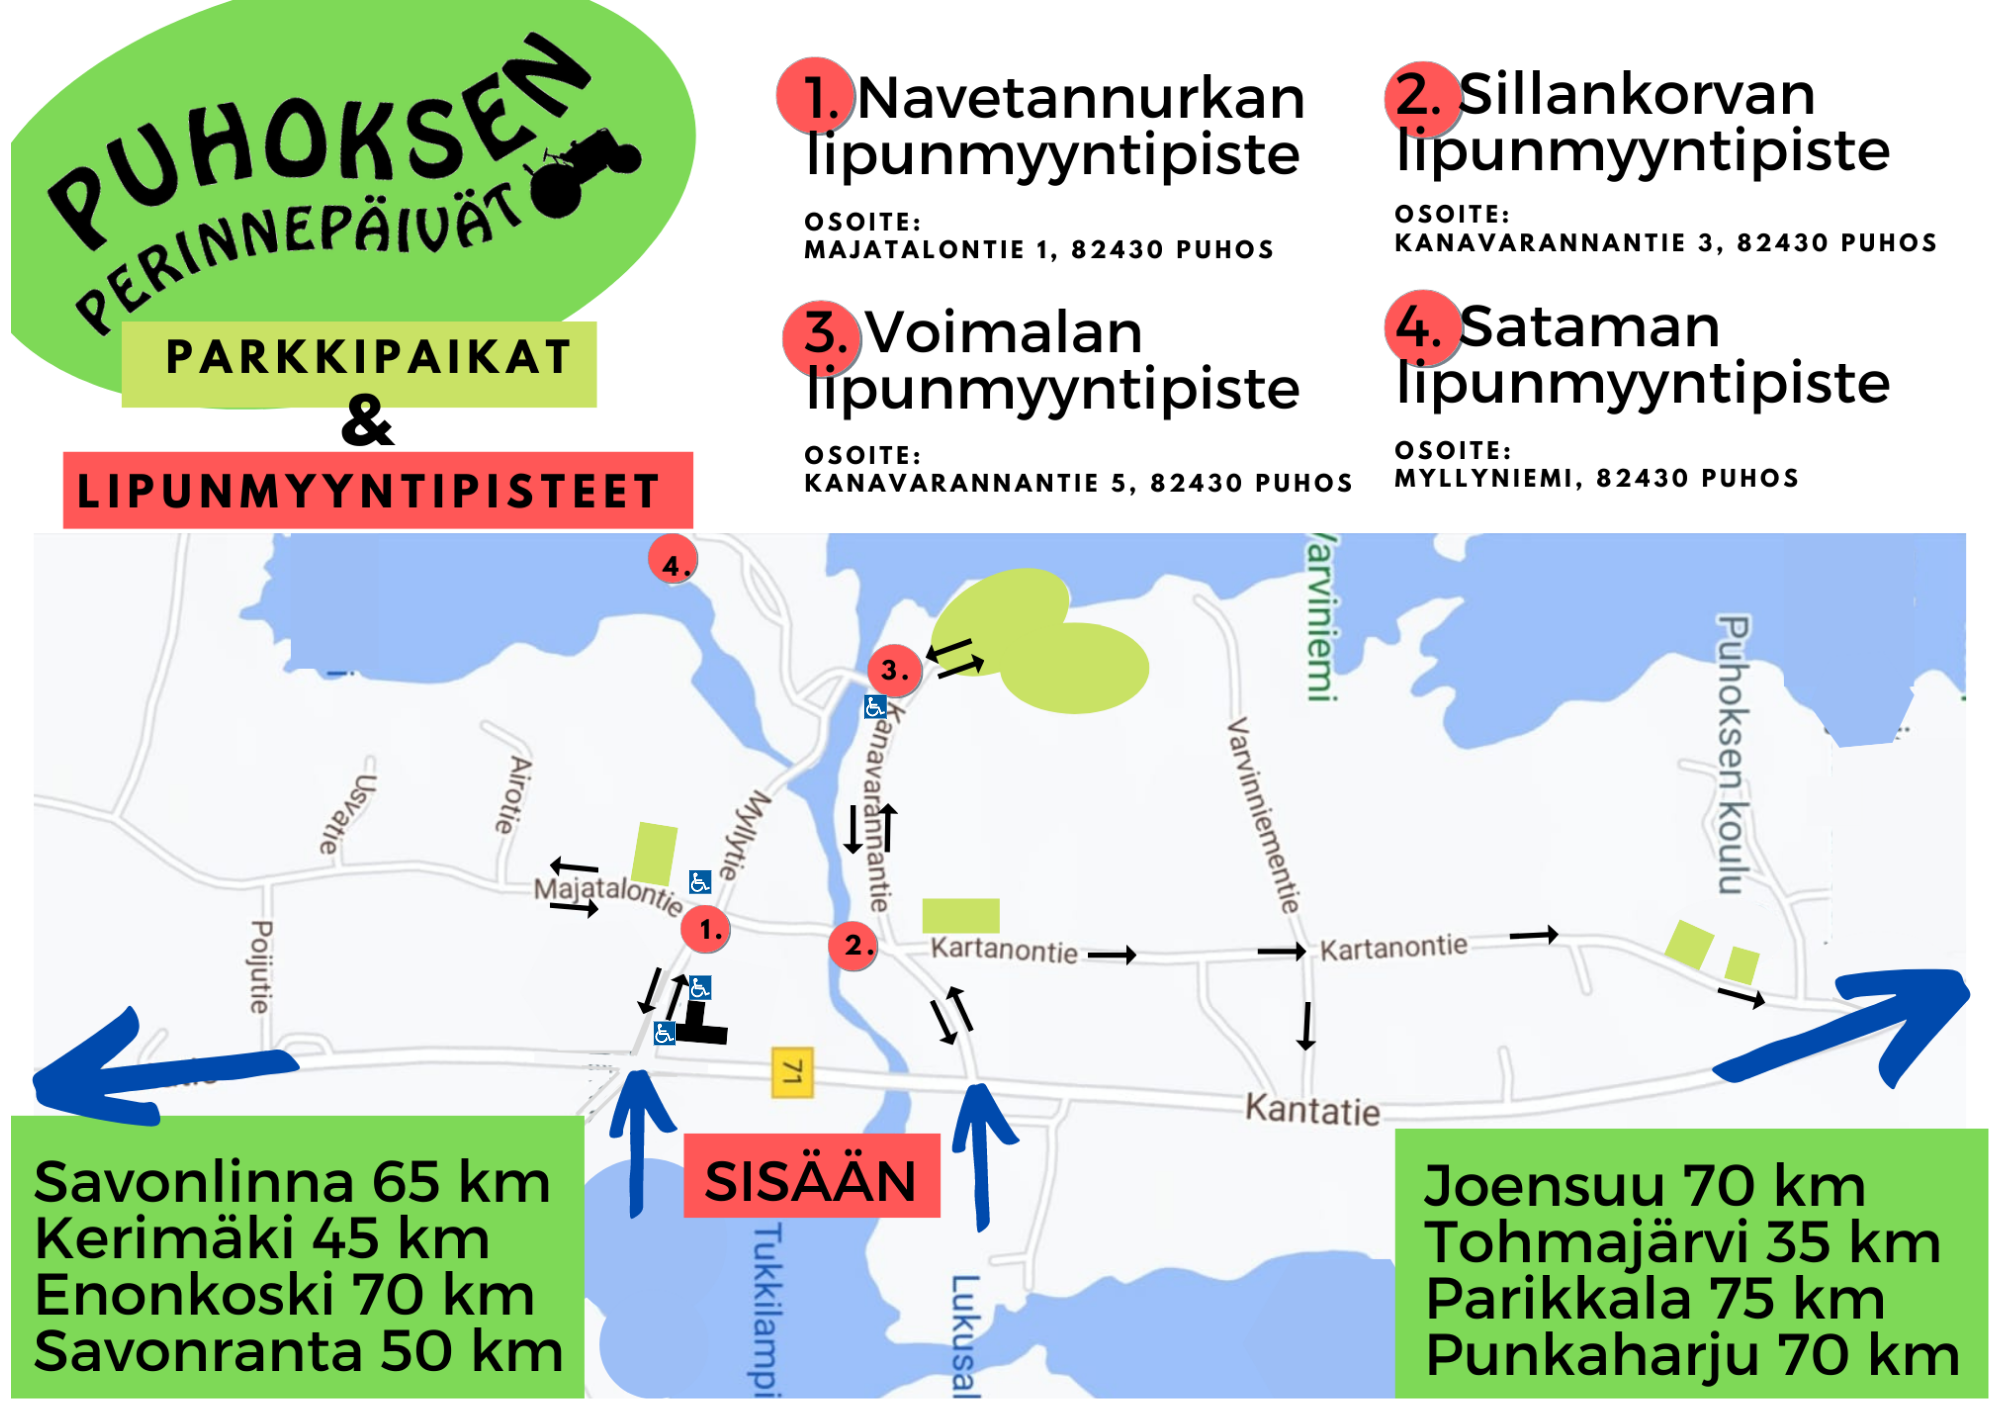 PUHOKSEN
PERINNEPÄIVÄT
PARKKIPAIKAT
&
LIPUNMYYNTIPISTEET
1. Navetannurkan
lipunmyyntipiste
OSOITE:
MAJATALONTIE 1, 82430 PUHOS
2. Sillankorvan
lipunmyyntipiste
OSOITE:
KANAVARANNANTIE 3, 82430 PUHOS
3. Voimalan
lipunmyyntipiste
OSOITE:
KANAVARANNANTIE 5, 82430 PUHOS
4. Sataman
lipunmyyntipiste
OSOITE:
MYLLYNIEMI, 82430 PUHOS
4.
Varviniemi
Puhoksen koulu
3.
Kanavarannantie
Varvinniementie
Airotie
Usvatie
Myllytie
Majatalontie
1.
2.
Kartanontie
Kartanontie
Poijutie
71
Kantatie
SISÄÄN
Tukkilampi
Savonlinna 65 km
Kerimäki 45 km
Enonkoski 70 km
Savonranta 50 km
Joensuu 70 km
Tohmajärvi 35 km
Parikkala 75 km
Punkaharju 70 km